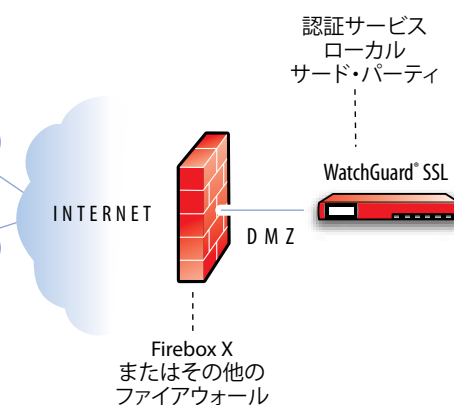 認証サービス
ローカル
サード・パーティ
WatchGuard® SSL
INTERNET
DMZ
Firebox X
またはその他の
ファイアウォール